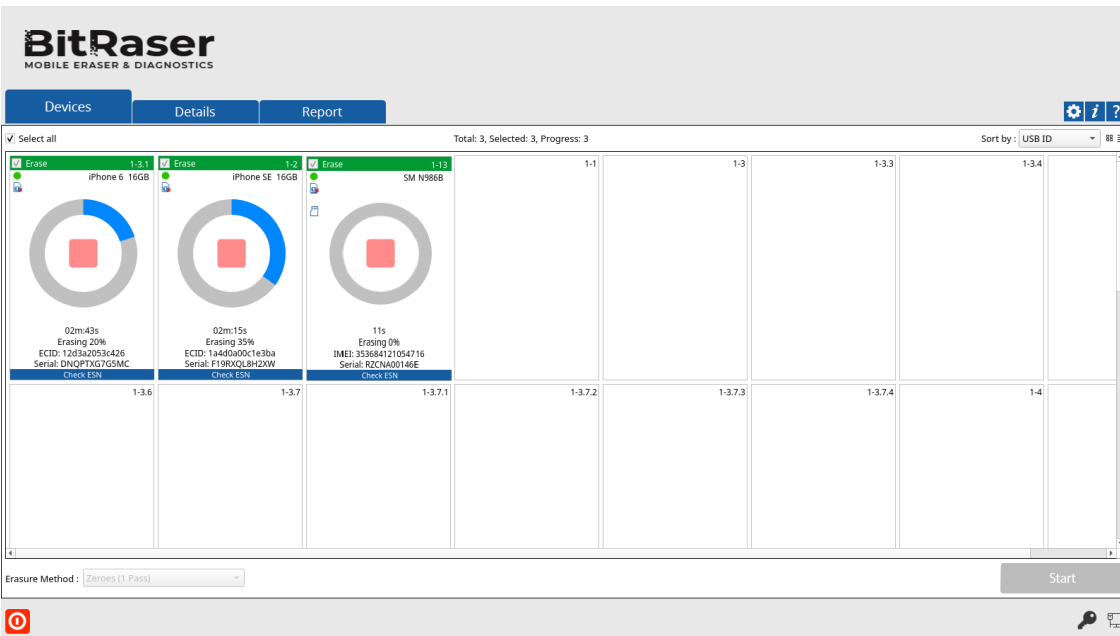 BitRaser
MOBILE ERASER & DIAGNOSTICS
Devices
Details
Report
i
?
Select all
Total: 3, Selected: 3, Progress: 3
Sort by : USB ID
Erase 1-3.1
iPhone 6 16GB
02m:43s
Erasing 20%
ECID: 12d3a2053c426
Serial: DNQPTXG7G5MC
Check ESN
Erase 1-2
iPhone SE 16GB
02m:15s
Erasing 35%
ECID: 1a4d0a00c1e3ba
Serial: F19RXQL8H2XW
Check ESN
Erase 1-13
SM N986B
11s
Erasing 0%
IMEI: 353684121054716
Serial: RZCNA00146E
Check ESN
1-1
1-3
1-3.3
1-3.4
1-3.6
1-3.7
1-3.7.1
1-3.7.2
1-3.7.3
1-3.7.4
1-4
Erasure Method : Zeroes (1 Pass)
Start